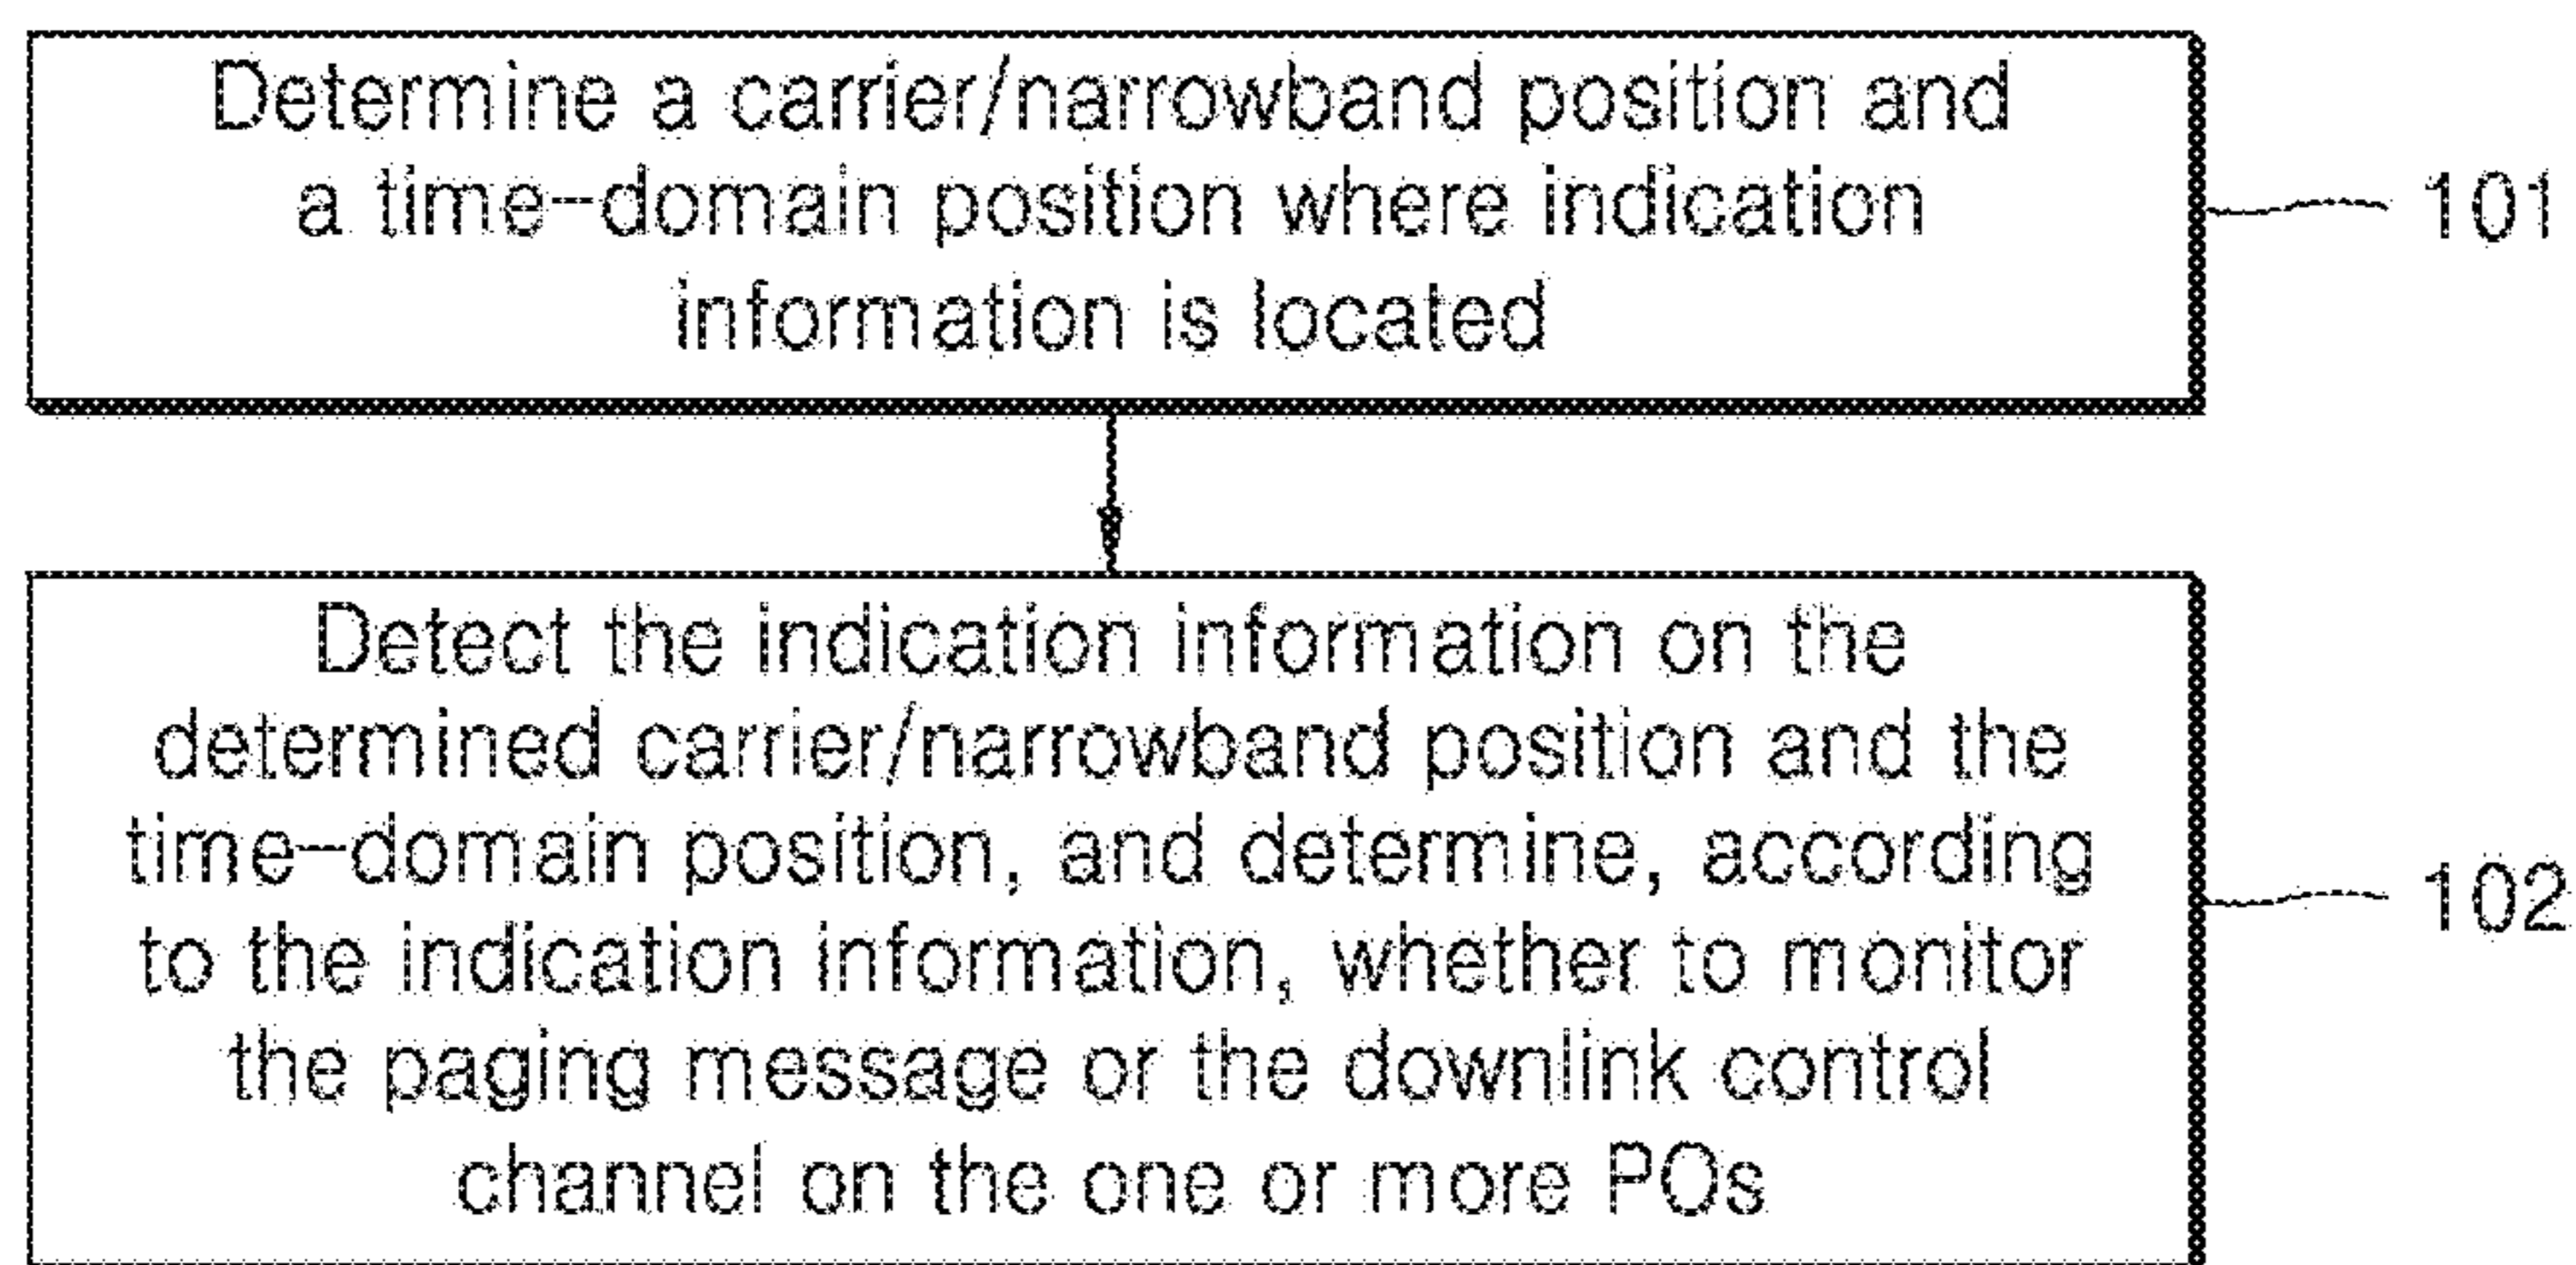 Determine a carrier/narrowband position and
a time-domain position where indication
information is located
101
Detect the indication information on the
determined carrier/narrowband position and the
time-domain position, and determine, according
to the indication information, whether to monitor
the paging message or the downlink control
channel on the one or more POs
102